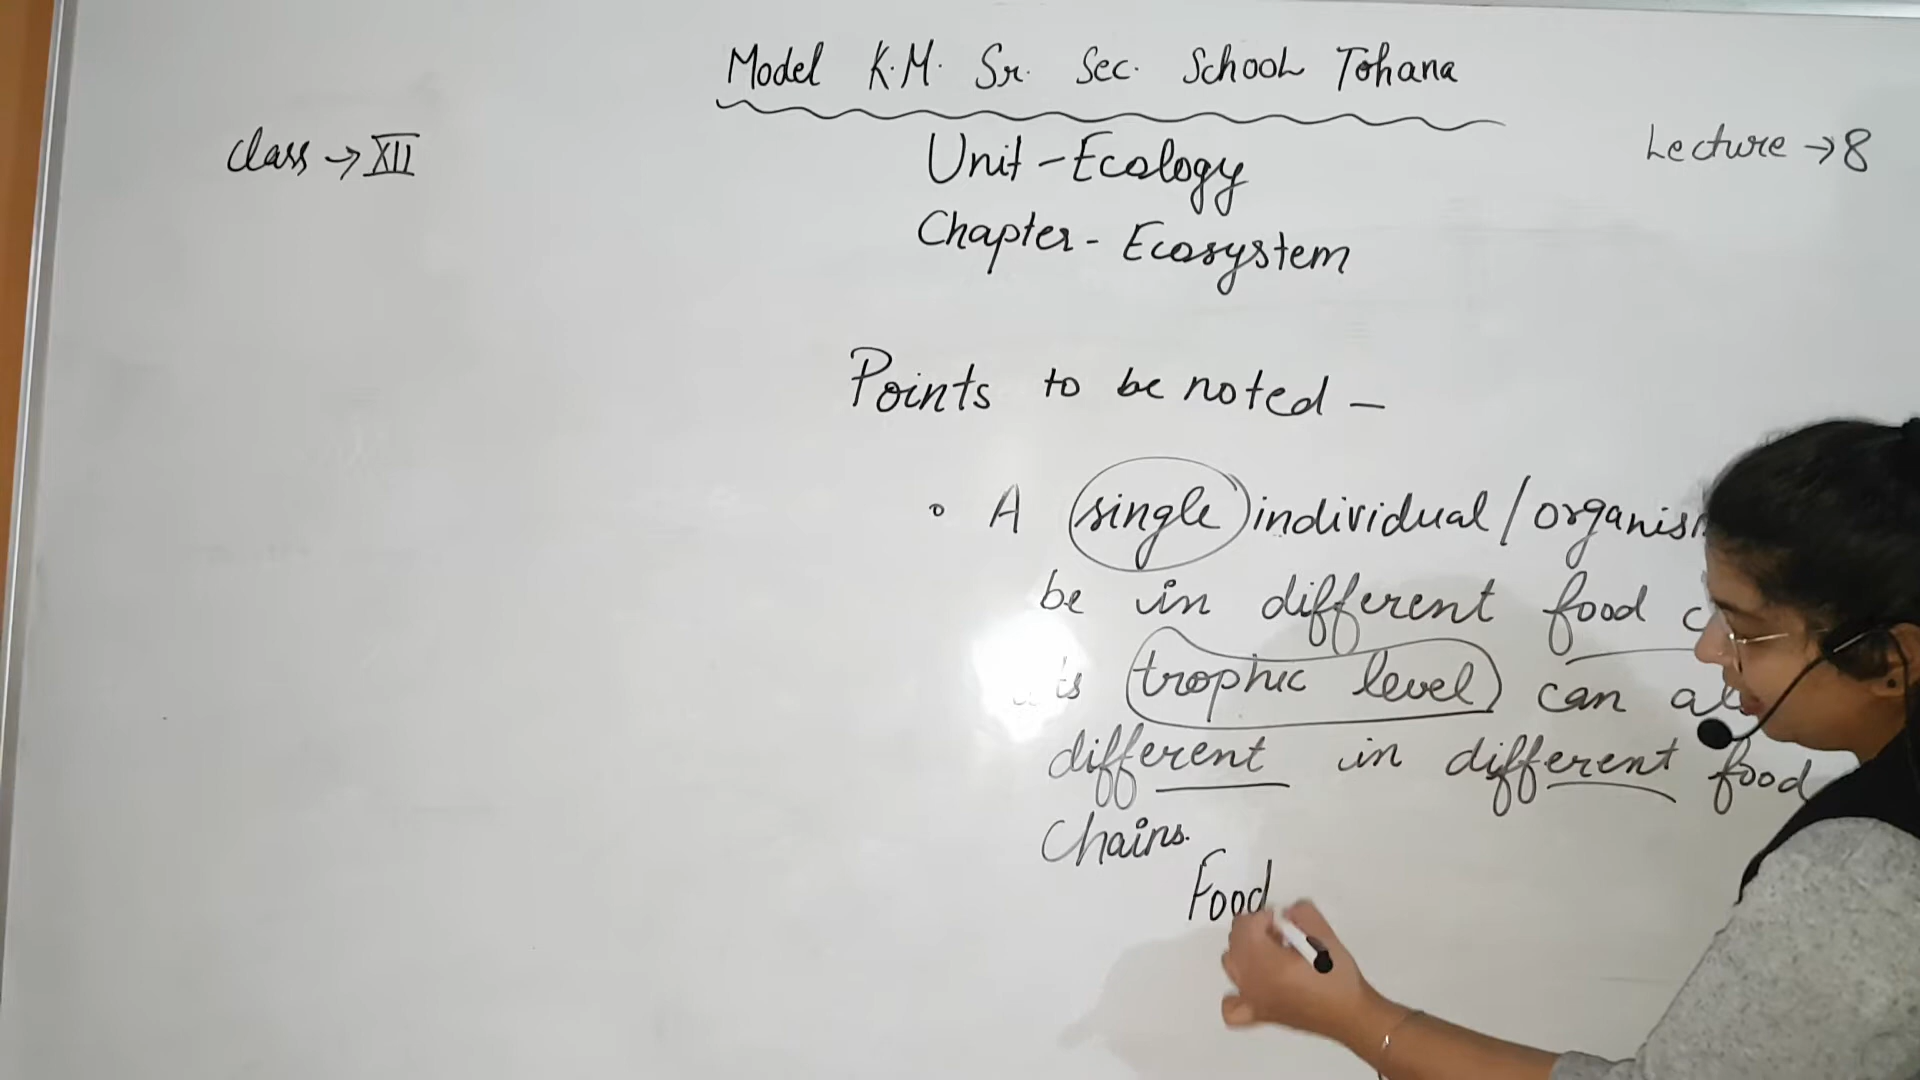 Model K.M. Sr. Sec. School Tohana
Class → XII
Lecture → 8
Unit - Ecology
Chapter - Ecosystem
Points to be noted -
◦ A single individual / organis
be in different food
trophic level can
different in different food
Chains.
Food